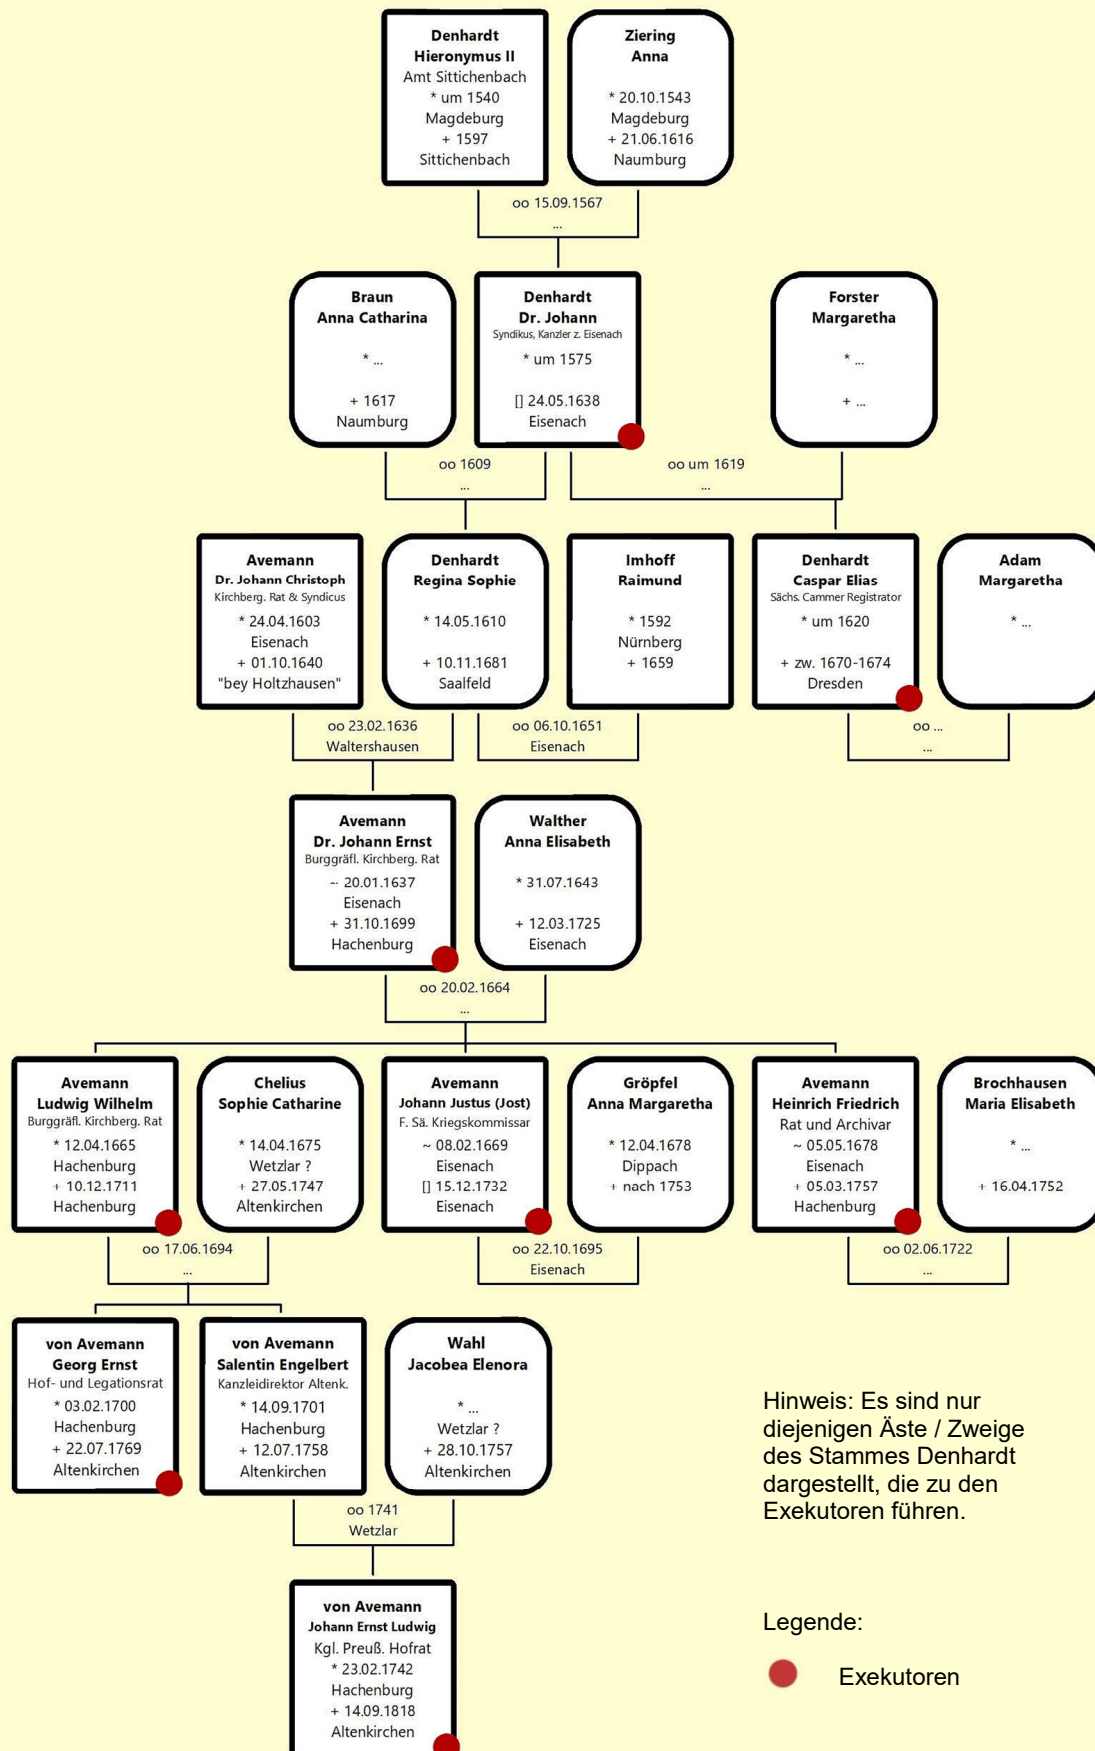 Denhardt
Hieronymus II
Amt Sittichenbach
* um 1540
Magdeburg
+ 1597
Sittichenbach
Ziering
Anna
* 20.10.1543
Magdeburg
+ 21.06.1616
Naumburg
oo 15.09.1567
...
Braun
Anna Catharina
* ...
+ 1617
Naumburg
Denhardt
Dr. Johann
Syndikus, Kanzler z. Eisenach
* um 1575
[] 24.05.1638
Eisenach
Forster
Margaretha
* ...
+ ...
oo 1609
...
oo um 1619
...
Avemann
Dr. Johann Christoph
Kirchberg. Rat & Syndicus
* 24.04.1603
Eisenach
+ 01.10.1640
"bey Holtzhausen"
Denhardt
Regina Sophie
* 14.05.1610
+ 10.11.1681
Saalfeld
Imhoff
Raimund
* 1592
Nürnberg
+ 1659
Denhardt
Caspar Elias
Sächs. Cammer Registrator
* um 1620
+ zw. 1670-1674
Dresden
Adam
Margaretha
* ...
oo 23.02.1636
Waltershausen
oo 06.10.1651
Eisenach
oo ...
...
Avemann
Dr. Johann Ernst
Burggräfl. Kirchberg. Rat
~ 20.01.1637
Eisenach
+ 31.10.1699
Hachenburg
Walther
Anna Elisabeth
* 31.07.1643
+ 12.03.1725
Eisenach
oo 20.02.1664
...
Avemann
Ludwig Wilhelm
Burggräfl. Kirchberg. Rat
* 12.04.1665
Hachenburg
+ 10.12.1711
Hachenburg
Chelius
Sophie Catharine
* 14.04.1675
Wetzlar ?
+ 27.05.1747
Altenkirchen
Avemann
Johann Justus (Jost)
F. Sä. Kriegskommissar
~ 08.02.1669
Eisenach
[] 15.12.1732
Eisenach
Gröpfel
Anna Margaretha
* 12.04.1678
Dippach
+ nach 1753
Avemann
Heinrich Friedrich
Rat und Archivar
~ 05.05.1678
Eisenach
+ 05.03.1757
Hachenburg
Brochhausen
Maria Elisabeth
* ...
+ 16.04.1752
oo 17.06.1694
...
oo 22.10.1695
Eisenach
oo 02.06.1722
...
von Avemann
Georg Ernst
Hof- und Legationsrat
* 03.02.1700
Hachenburg
+ 22.07.1769
Altenkirchen
von Avemann
Salentin Engelbert
Kanzleidirektor Altenk.
* 14.09.1701
Hachenburg
+ 12.07.1758
Altenkirchen
Wahl
Jacobea Elenora
* ...
Wetzlar ?
+ 28.10.1757
Altenkirchen
oo 1741
Wetzlar
von Avemann
Johann Ernst Ludwig
Kgl. Preuß. Hofrat
* 23.02.1742
Hachenburg
+ 14.09.1818
Altenkirchen
Hinweis: Es sind nur
diejenigen Äste / Zweige
des Stammes Denhardt
dargestellt, die zu den
Exekutoren führen.
Legende:
Exekutoren